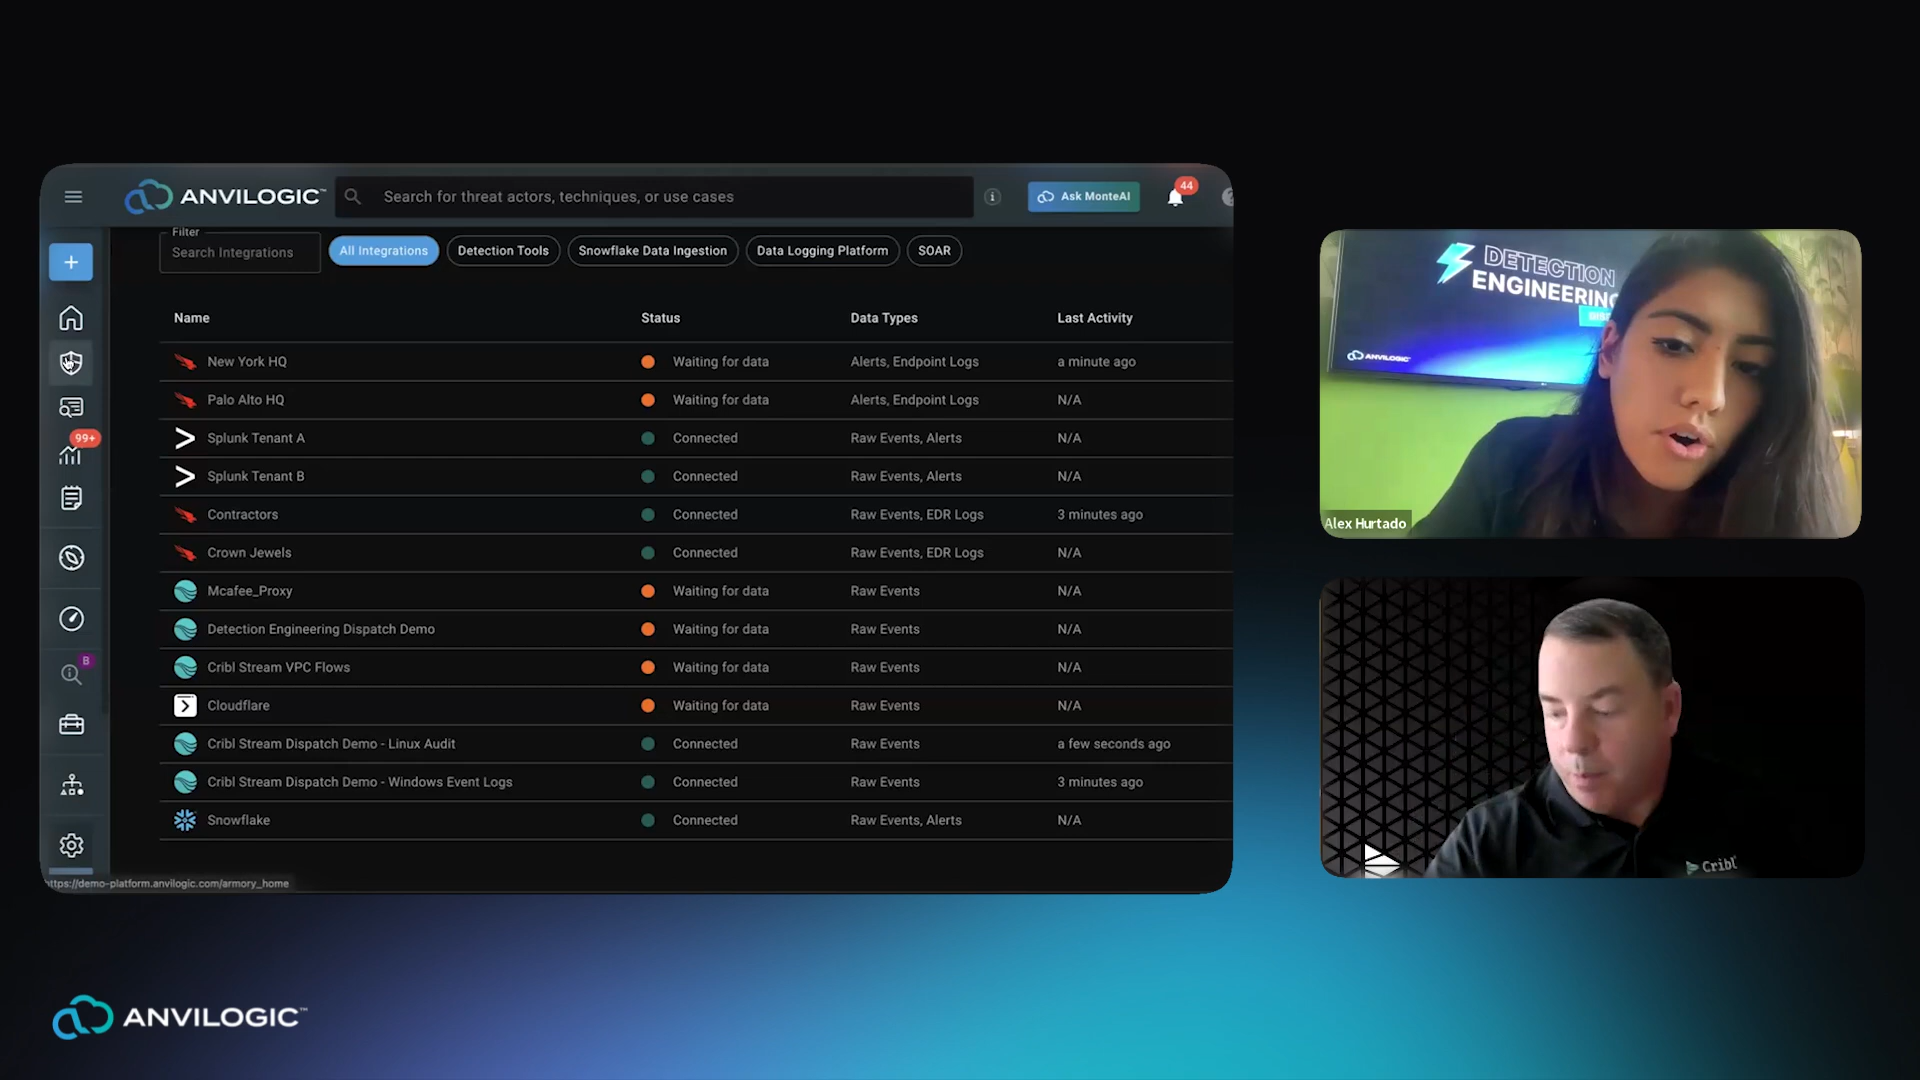 ANVILOGIC™
Search for threat actors, techniques, or use cases
Ask MonteAI
44
Filter
Search Integrations
All Integrations
Detection Tools
Snowflake Data Ingestion
Data Logging Platform
SOAR
Name Status Data Types Last Activity
New York HQ Waiting for data Alerts, Endpoint Logs a minute ago
Palo Alto HQ Waiting for data Alerts, Endpoint Logs N/A
Splunk Tenant A Connected Raw Events, Alerts N/A
Splunk Tenant B Connected Raw Events, Alerts N/A
Contractors Connected Raw Events, EDR Logs 3 minutes ago
Crown Jewels Connected Raw Events, EDR Logs N/A
Mcafee_Proxy Waiting for data Raw Events N/A
Detection Engineering Dispatch Demo Waiting for data Raw Events N/A
Cribl Stream VPC Flows Waiting for data Raw Events N/A
Cloudflare Waiting for data Raw Events N/A
Cribl Stream Dispatch Demo - Linux Audit Connected Raw Events a few seconds ago
Cribl Stream Dispatch Demo - Windows Event Logs Connected Raw Events 3 minutes ago
Snowflake Connected Raw Events, Alerts N/A
99+
B
https://demo-platform.anvilogic.com/armory_home
DETECTION
ENGINEERING
ANVILOGIC
Alex Hurtado
Cribl
ANVILOGIC™